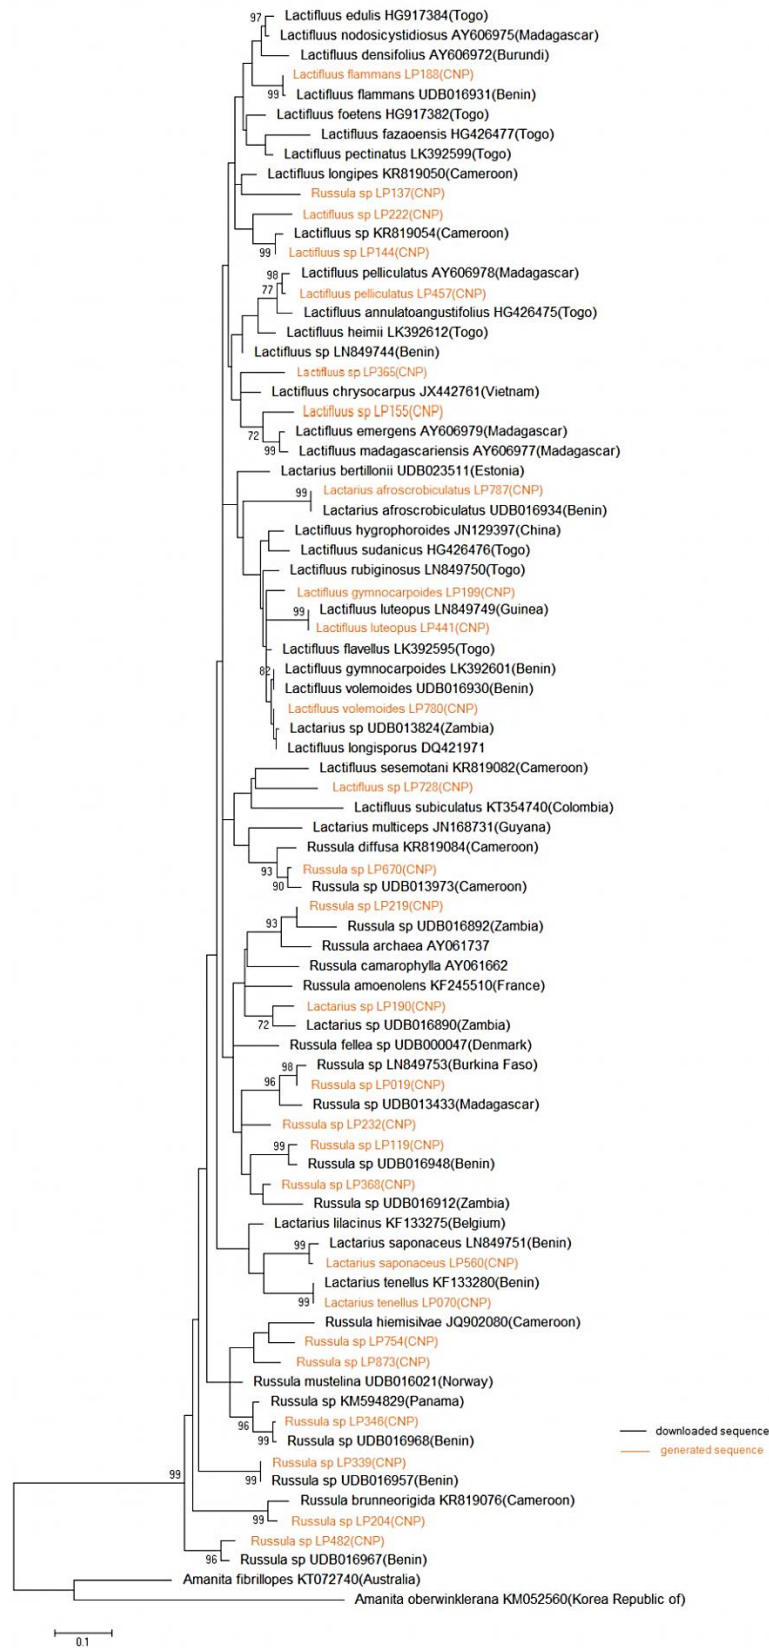 97
Lactifluus edulis HG917384(Togo)
Lactifluus nodosicystidiosus AY606975(Madagascar)
Lactifluus densifolius AY606972(Burundi)
Lactifluus flammans LP188(CNP)
99
Lactifluus flammans UDB016931(Benin)
Lactifluus foetens HG917382(Togo)
Lactifluus fazaoensis HG426477(Togo)
Lactifluus pectinatus LK392599(Togo)
Lactifluus longipes KR819050(Cameroon)
Russula sp LP137(CNP)
Lactifluus sp LP222(CNP)
Lactifluus sp KR819054(Cameroon)
99
Lactifluus sp LP144(CNP)
98
Lactifluus pelliculatus AY606978(Madagascar)
77
Lactifluus pelliculatus LP457(CNP)
Lactifluus annulatoangustifolius HG426475(Togo)
Lactifluus heimii LK392612(Togo)
Lactifluus sp LN849744(Benin)
Lactifluus sp LP365(CNP)
Lactifluus chrysocarpus JX442761(Vietnam)
Lactifluus sp LP155(CNP)
72
Lactifluus emergens AY606979(Madagascar)
99
Lactifluus madagascariensis AY606977(Madagascar)
Lactarius bertillonii UDB023511(Estonia)
99
Lactarius afroscrobiculatus LP787(CNP)
Lactarius afroscrobiculatus UDB016934(Benin)
Lactifluus hygrophoroides JN129397(China)
Lactifluus sudanicus HG426476(Togo)
Lactifluus rubiginosus LN849750(Togo)
Lactifluus gymnocarpoides LP199(CNP)
99
Lactifluus luteopus LN849749(Guinea)
Lactifluus luteopus LP441(CNP)
Lactifluus flavellus LK392595(Togo)
82
Lactifluus gymnocarpoides LK392601(Benin)
Lactifluus volemoides UDB016930(Benin)
Lactifluus volemoides LP780(CNP)
Lactarius sp UDB013824(Zambia)
Lactifluus longisporus DQ421971
Lactifluus sesemotani KR819082(Cameroon)
Lactifluus sp LP728(CNP)
Lactifluus subiculatus KT354740(Colombia)
Lactarius multiceps JN168731(Guyana)
Russula diffusa KR819084(Cameroon)
93
Russula sp LP670(CNP)
90
Russula sp UDB013973(Cameroon)
Russula sp LP219(CNP)
93
Russula sp UDB016892(Zambia)
Russula archaea AY061737
Russula camarophylla AY061662
Russula amoenolens KF245510(France)
Lactarius sp LP190(CNP)
72
Lactarius sp UDB016890(Zambia)
Russula fellea sp UDB000047(Denmark)
98
Russula sp LN849753(Burkina Faso)
96
Russula sp LP019(CNP)
Russula sp UDB013433(Madagascar)
Russula sp LP232(CNP)
99
Russula sp LP119(CNP)
Russula sp UDB016948(Benin)
Russula sp LP368(CNP)
Russula sp UDB016912(Zambia)
Lactarius lilacinus KF133275(Belgium)
99
Lactarius saponaceus LN849751(Benin)
Lactarius saponaceus LP560(CNP)
Lactarius tenellus KF133280(Benin)
99
Lactarius tenellus LP070(CNP)
Russula hiemisilvae JQ902080(Cameroon)
Russula sp LP754(CNP)
Russula sp LP873(CNP)
Russula mustelina UDB016021(Norway)
Russula sp KM594829(Panama)
96
Russula sp LP346(CNP)
99
Russula sp UDB016968(Benin)
downloaded sequence
generated sequence
Russula sp LP339(CNP)
99
99
Russula sp UDB016957(Benin)
Russula brunneorigida KR819076(Cameroon)
99
Russula sp LP204(CNP)
Russula sp LP482(CNP)
96
Russula sp UDB016967(Benin)
Amanita fibrillopes KT072740(Australia)
Amanita oberwinklerana KM052560(Korea Republic of)
0.1